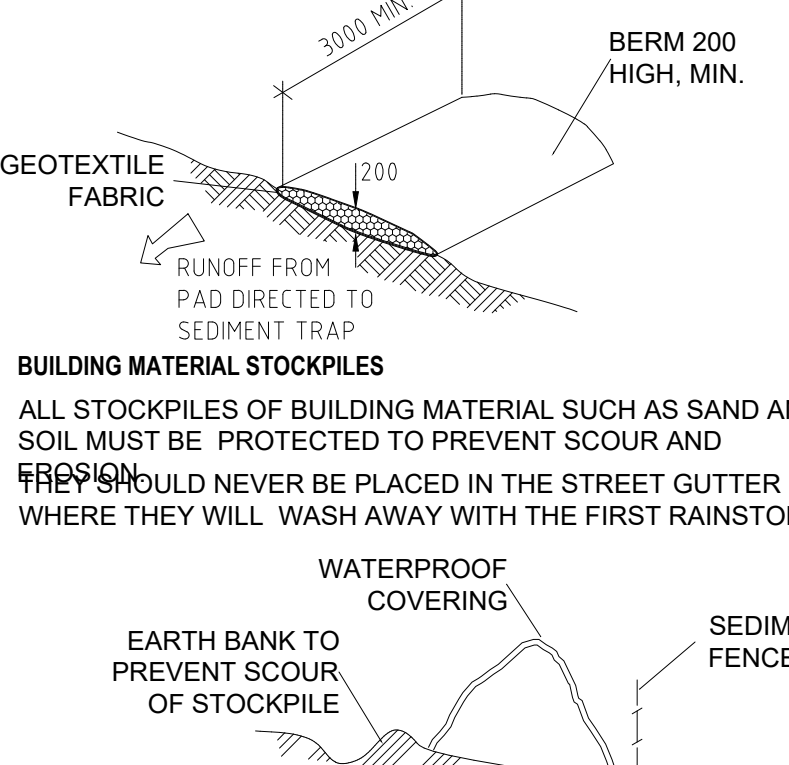 3000 MIN.
BERM 200
HIGH, MIN.
GEOTEXTILE
FABRIC
200
RUNOFF FROM
PAD DIRECTED TO
SEDIMENT TRAP
BUILDING MATERIAL STOCKPILES
ALL STOCKPILES OF BUILDING MATERIAL SUCH AS SAND
SOIL MUST BE PROTECTED TO PREVENT SCOUR AND
EROSION.
THEY SHOULD NEVER BE PLACED IN THE STREET GUTTER
WHERE THEY WILL WASH AWAY WITH THE FIRST
WATERPROOF
COVERING
EARTH BANK TO
PREVENT SCOUR
OF STOCKPILE
FENCE